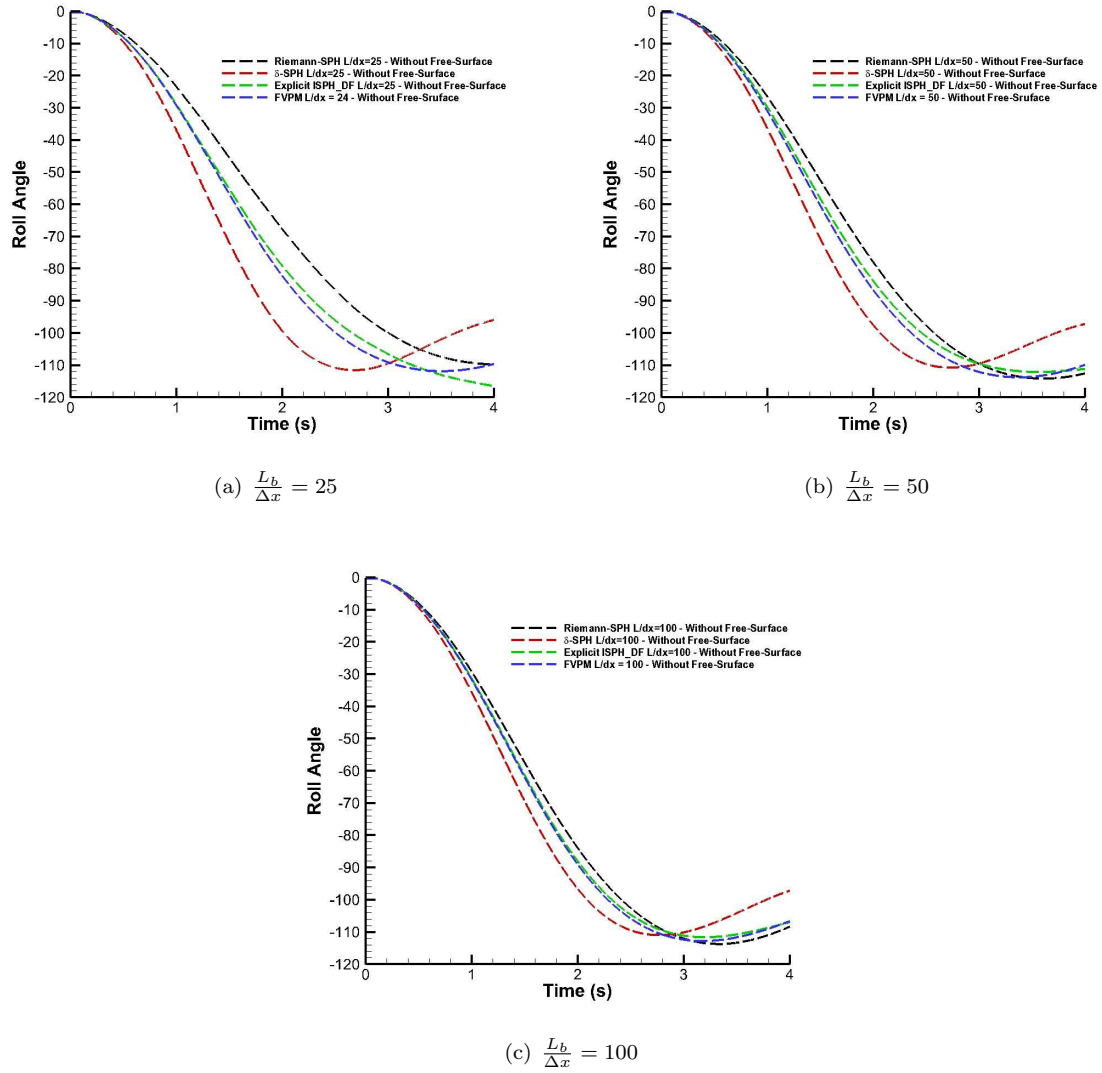 0
-10
-20
-30
-40
-50
-60
-70
-80
-90
-100
-110
-120
Roll Angle
Riemann-SPH L/dx=25 - Without Free-Surface
δ-SPH L/dx=25 - Without Free-Surface
Explicit ISPH_DF L/dx=25 - Without Free-Surface
FVPM L/dx = 24 - Without Free-Sruface
0 1 2 3 4
Time (s)
(a) L_b/Δx = 25
0
-10
-20
-30
-40
-50
-60
-70
-80
-90
-100
-110
-120
Roll Angle
Riemann-SPH L/dx=50 - Without Free-Surface
δ-SPH L/dx=50 - Without Free-Surface
Explicit ISPH_DF L/dx=50 - Without Free-Surface
FVPM L/dx = 50 - Without Free-Sruface
0 1 2 3 4
Time (s)
(b) L_b/Δx = 50
0
-10
-20
-30
-40
-50
-60
-70
-80
-90
-100
-110
-120
Roll Angle
Riemann-SPH L/dx=100 - Without Free-Surface
δ-SPH L/dx=100 - Without Free-Surface
Explicit ISPH_DF L/dx=100 - Without Free-Surface
FVPM L/dx = 100 - Without Free-Sruface
0 1 2 3 4
Time (s)
(c) L_b/Δx = 100